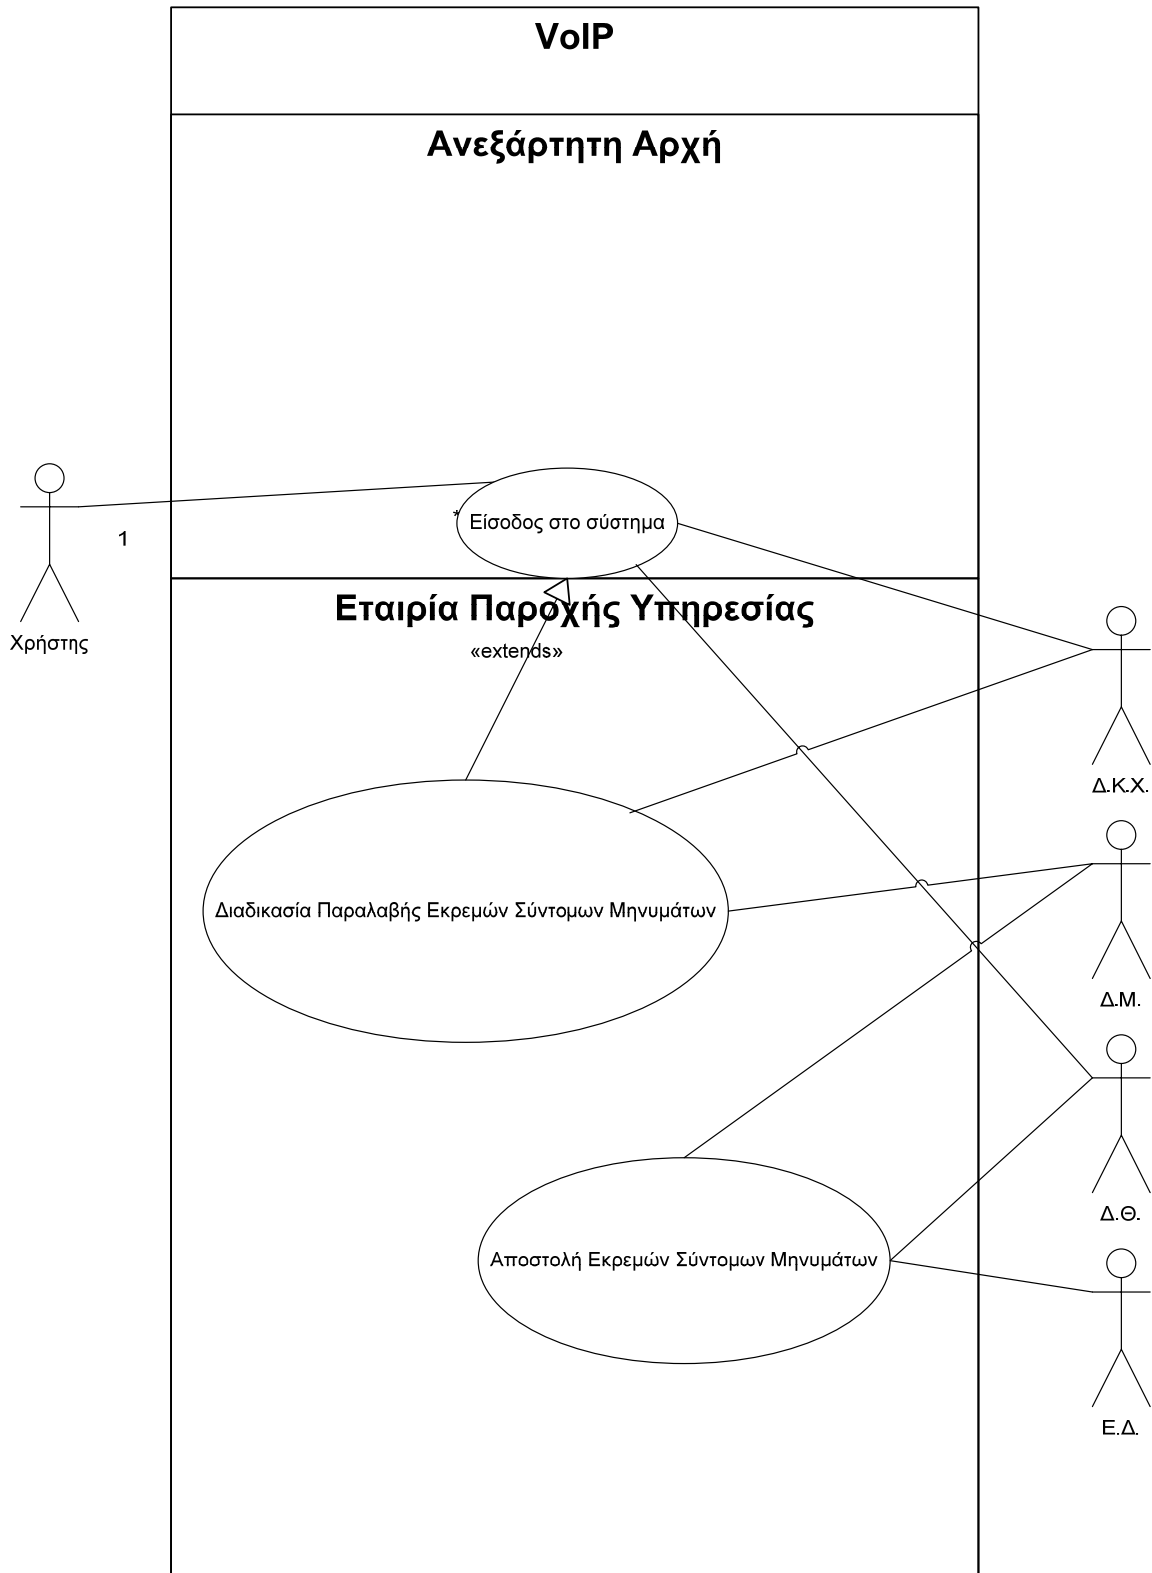 VoIP
Ανεξάρτητη Αρχή
* Είσοδος στο σύστημα
1
Εταιρία Παροχής Υπηρεσίας
Χρήστης
«extends»
Δ.Κ.Χ.
Διαδικασία Παραλαβής Εκρεμών Σύντομων Μηνυμάτων
Δ.Μ.
Δ.Θ.
Αποστολή Εκρεμών Σύντομων Μηνυμάτων
Ε.Δ.